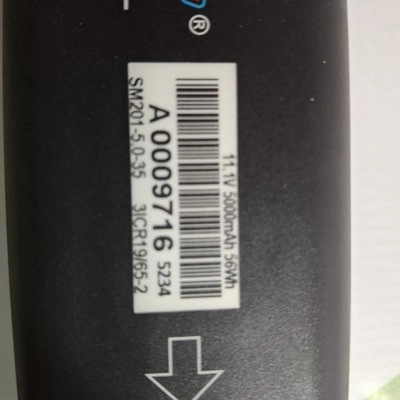 ®
11.1V 5000mAh 56Wh
A 0009716 5234
SM201-5.0-35 3ICR19/65-2